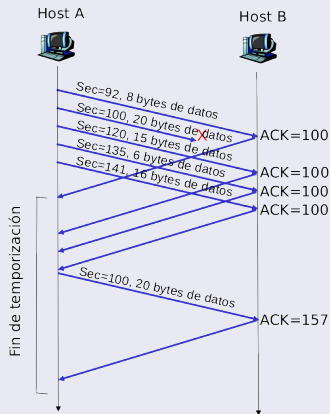 Host A
Host B
Sec=92, 8 bytes de datos
Sec=100, 20 bytes de datos
X
Sec=120, 15 bytes de datos
Sec=135, 6 bytes de datos
Sec=141, 16 bytes de datos
ACK=100
ACK=100
ACK=100
ACK=100
Fin de temporización
Sec=100, 20 bytes de datos
ACK=157